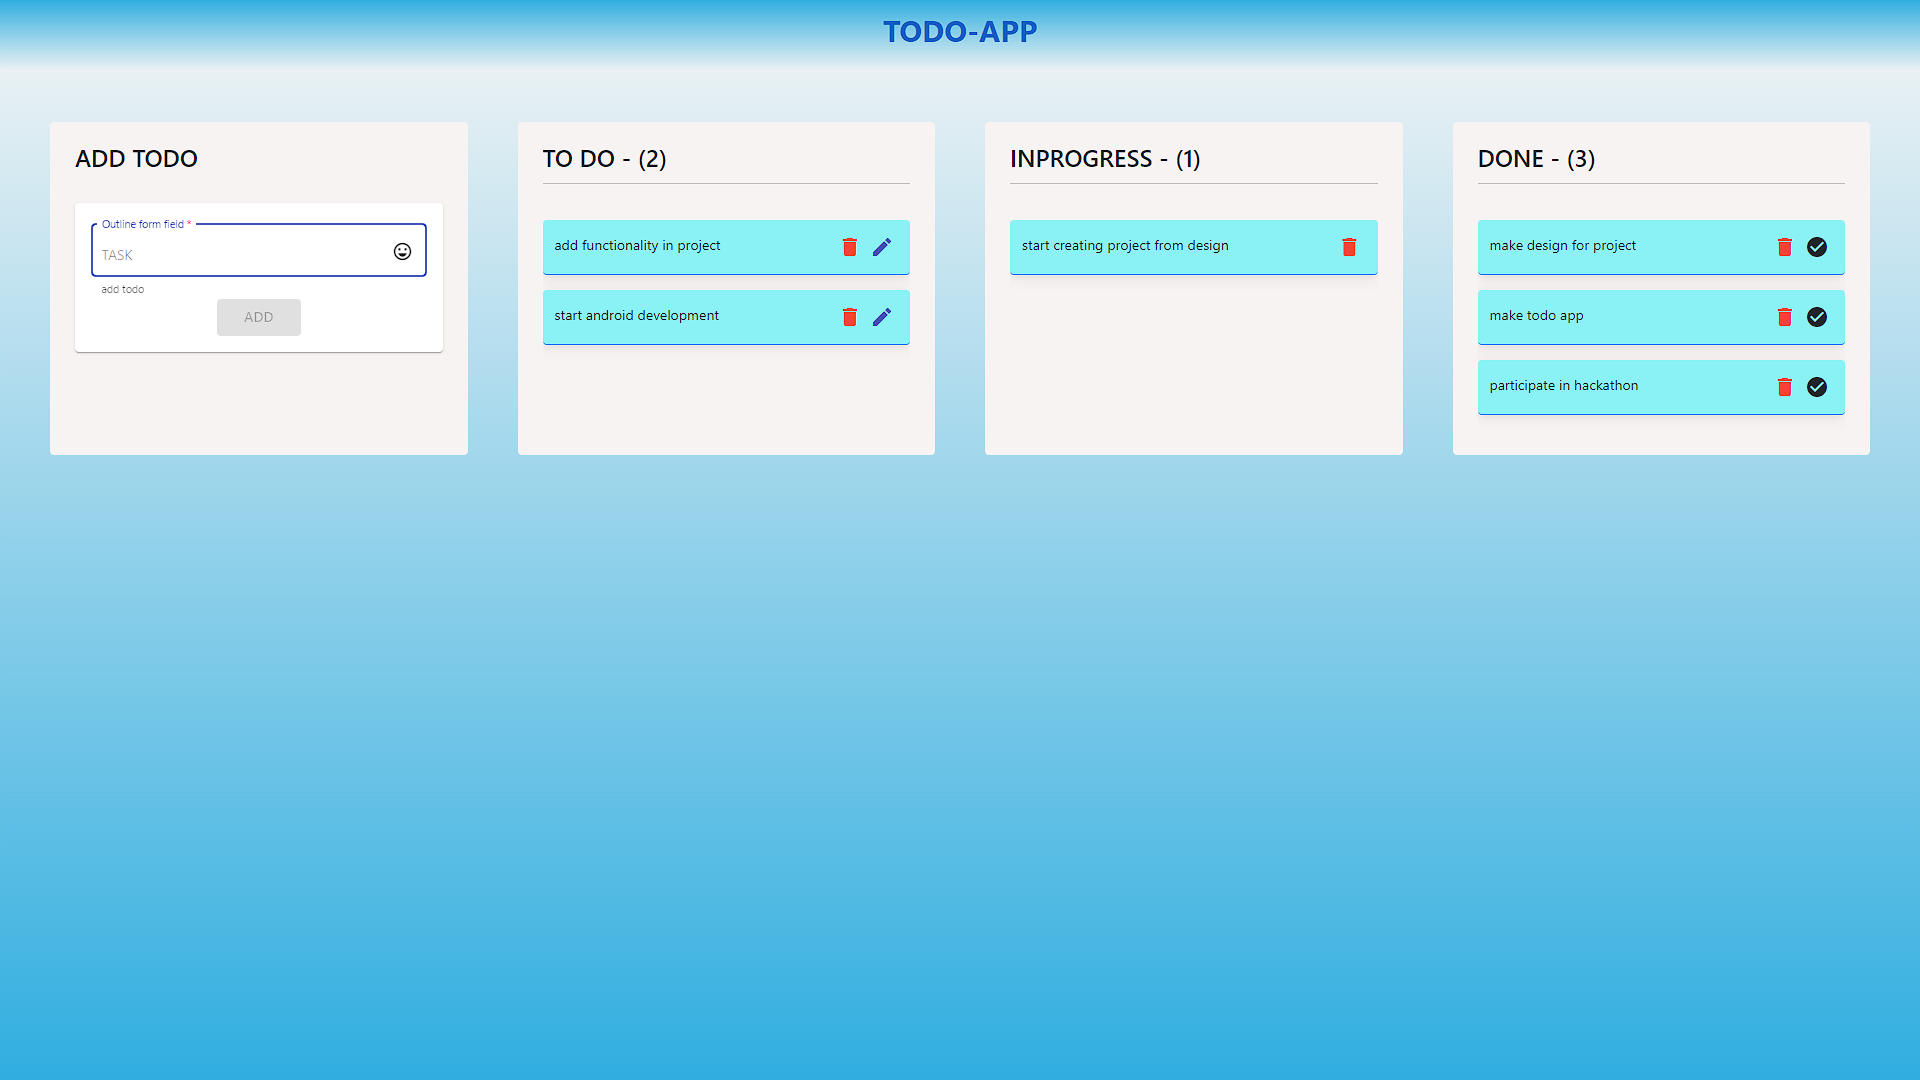 TODO-APP
ADD TODO
Outline form field *
TASK
add todo
ADD
TO DO - (2)
add functionality in project
start android development
INPROGRESS - (1)
start creating project from design
DONE - (3)
make design for project
make todo app
participate in hackathon